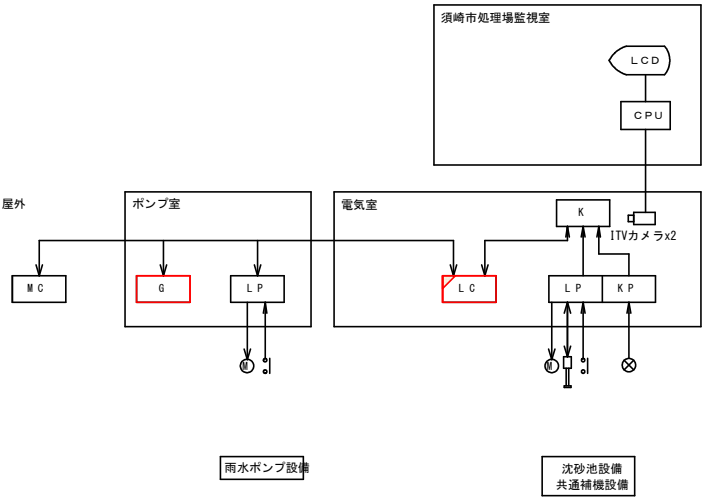 須崎市処理場監視室
LCD
CPU
屋外
ポンプ室
電気室
K
ITVカメラx2
MC
G
LP
LC
LP
KP
M
M
雨水ポンプ設備
沈砂池設備
共通補機設備